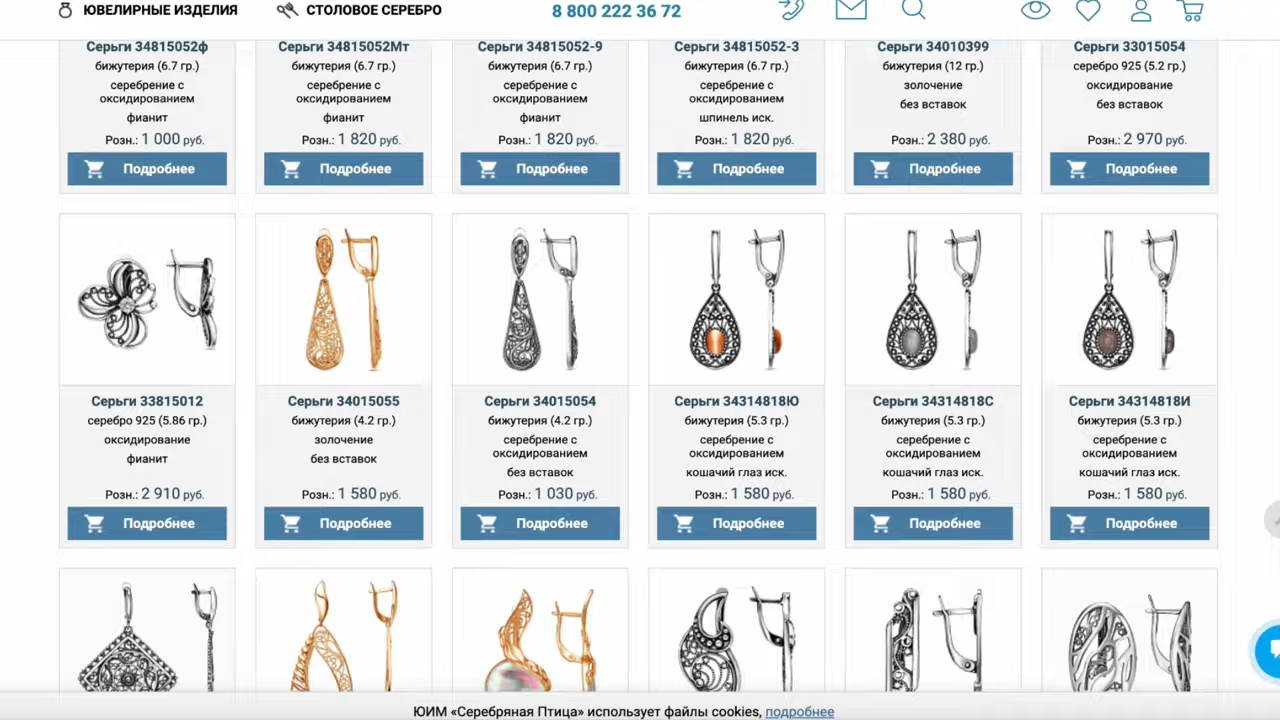 ЮВЕЛИРНЫЕ ИЗДЕЛИЯ СТОЛОВОЕ СЕРЕБРО 8 800 222 36 72
Серьги 34815052ф Серьги 34815052Мт Серьги 34815052-9 Серьги 34815052-3 Серьги 34010399 Серьги 33015054
бижутерия (6.7 гр.) бижутерия (6.7 гр.) бижутерия (6.7 гр.) бижутерия (6.7 гр.) бижутерия (12 гр.) серебро 925 (5.2 гр.)
серебрение с серебрение с серебрение с серебрение с золочение оксидирование
оксидированием оксидированием оксидированием оксидированием без вставок без вставок
фианит фианит фианит шпинель иск.
Розн.: 1 000 руб. Розн.: 1 820 руб. Розн.: 1 820 руб. Розн.: 1 820 руб. Розн.: 2 380 руб. Розн.: 2 970 руб.
Подробнее Подробнее Подробнее Подробнее Подробнее Подробнее
Серьги 33815012 Серьги 34015055 Серьги 34015054 Серьги 34314818Ю Серьги 34314818С Серьги 34314818И
серебро 925 (5.86 гр.) бижутерия (4.2 гр.) бижутерия (4.2 гр.) бижутерия (5.3 гр.) бижутерия (5.3 гр.) бижутерия (5.3 гр.)
оксидирование золочение серебрение с серебрение с серебрение с серебрение с
фианит без вставок оксидированием оксидированием оксидированием оксидированием
без вставок кошачий глаз иск. кошачий глаз иск. кошачий глаз иск.
Розн.: 2 910 руб. Розн.: 1 580 руб. Розн.: 1 030 руб. Розн.: 1 580 руб. Розн.: 1 580 руб. Розн.: 1 580 руб.
Подробнее Подробнее Подробнее Подробнее Подробнее Подробнее
ЮИМ «Серебряная Птица» использует файлы cookies, подробнее